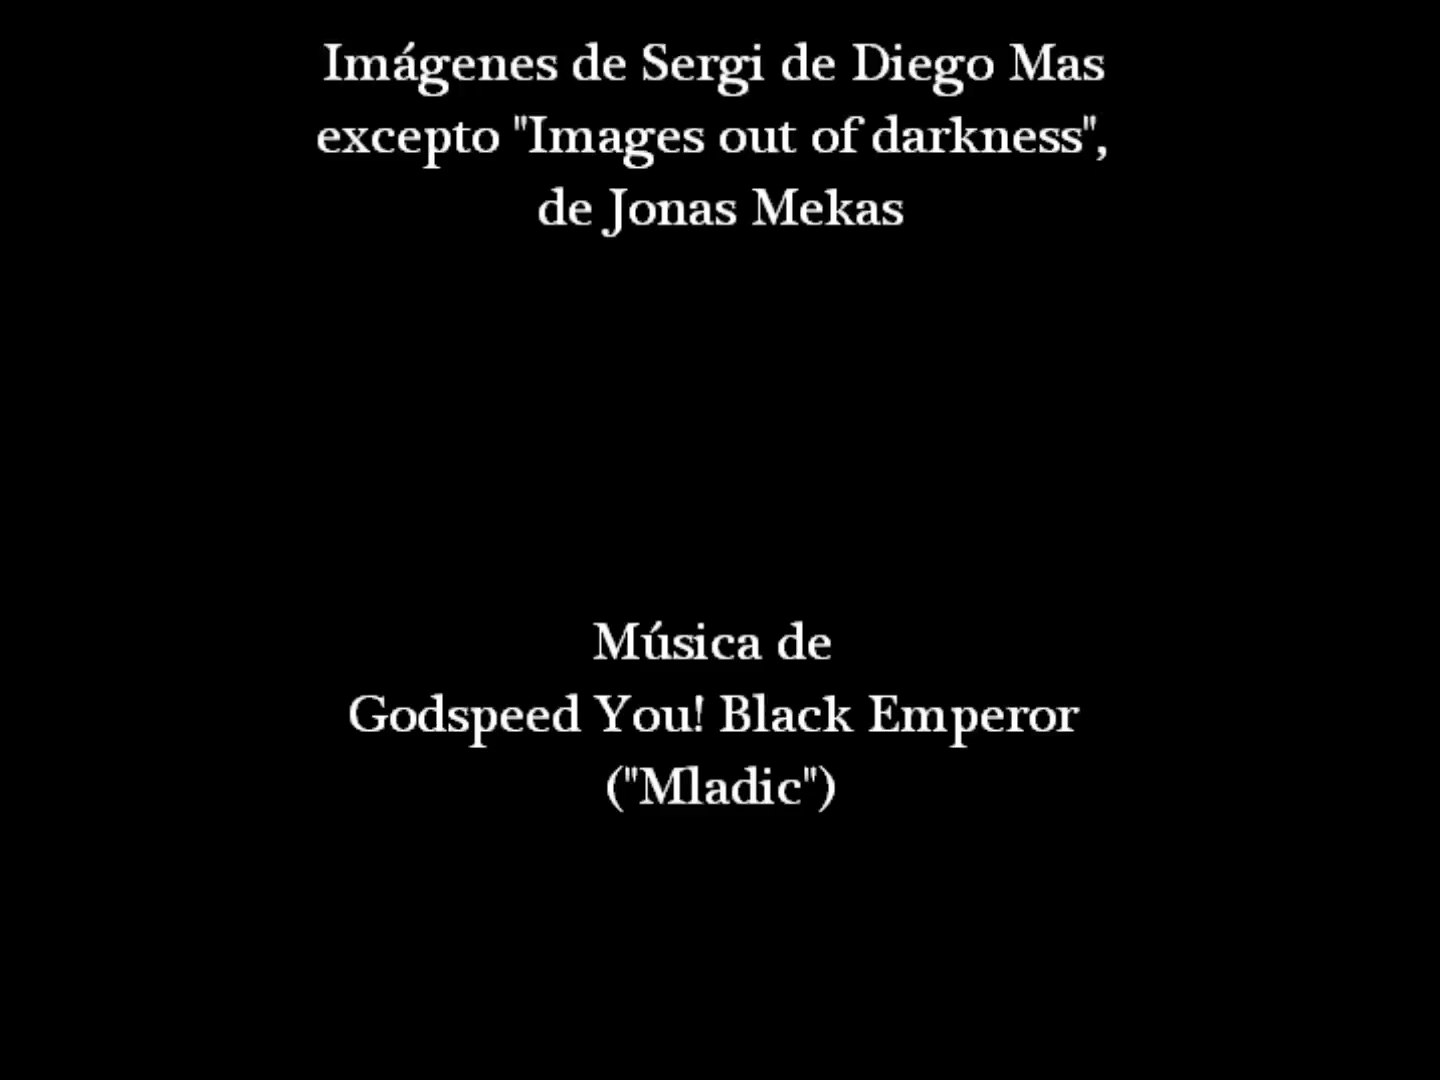 Imágenes de Sergi de Diego Mas
excepto "Images out of darkness",
de Jonas Mekas
Música de
Godspeed You! Black Emperor
("Mladic")